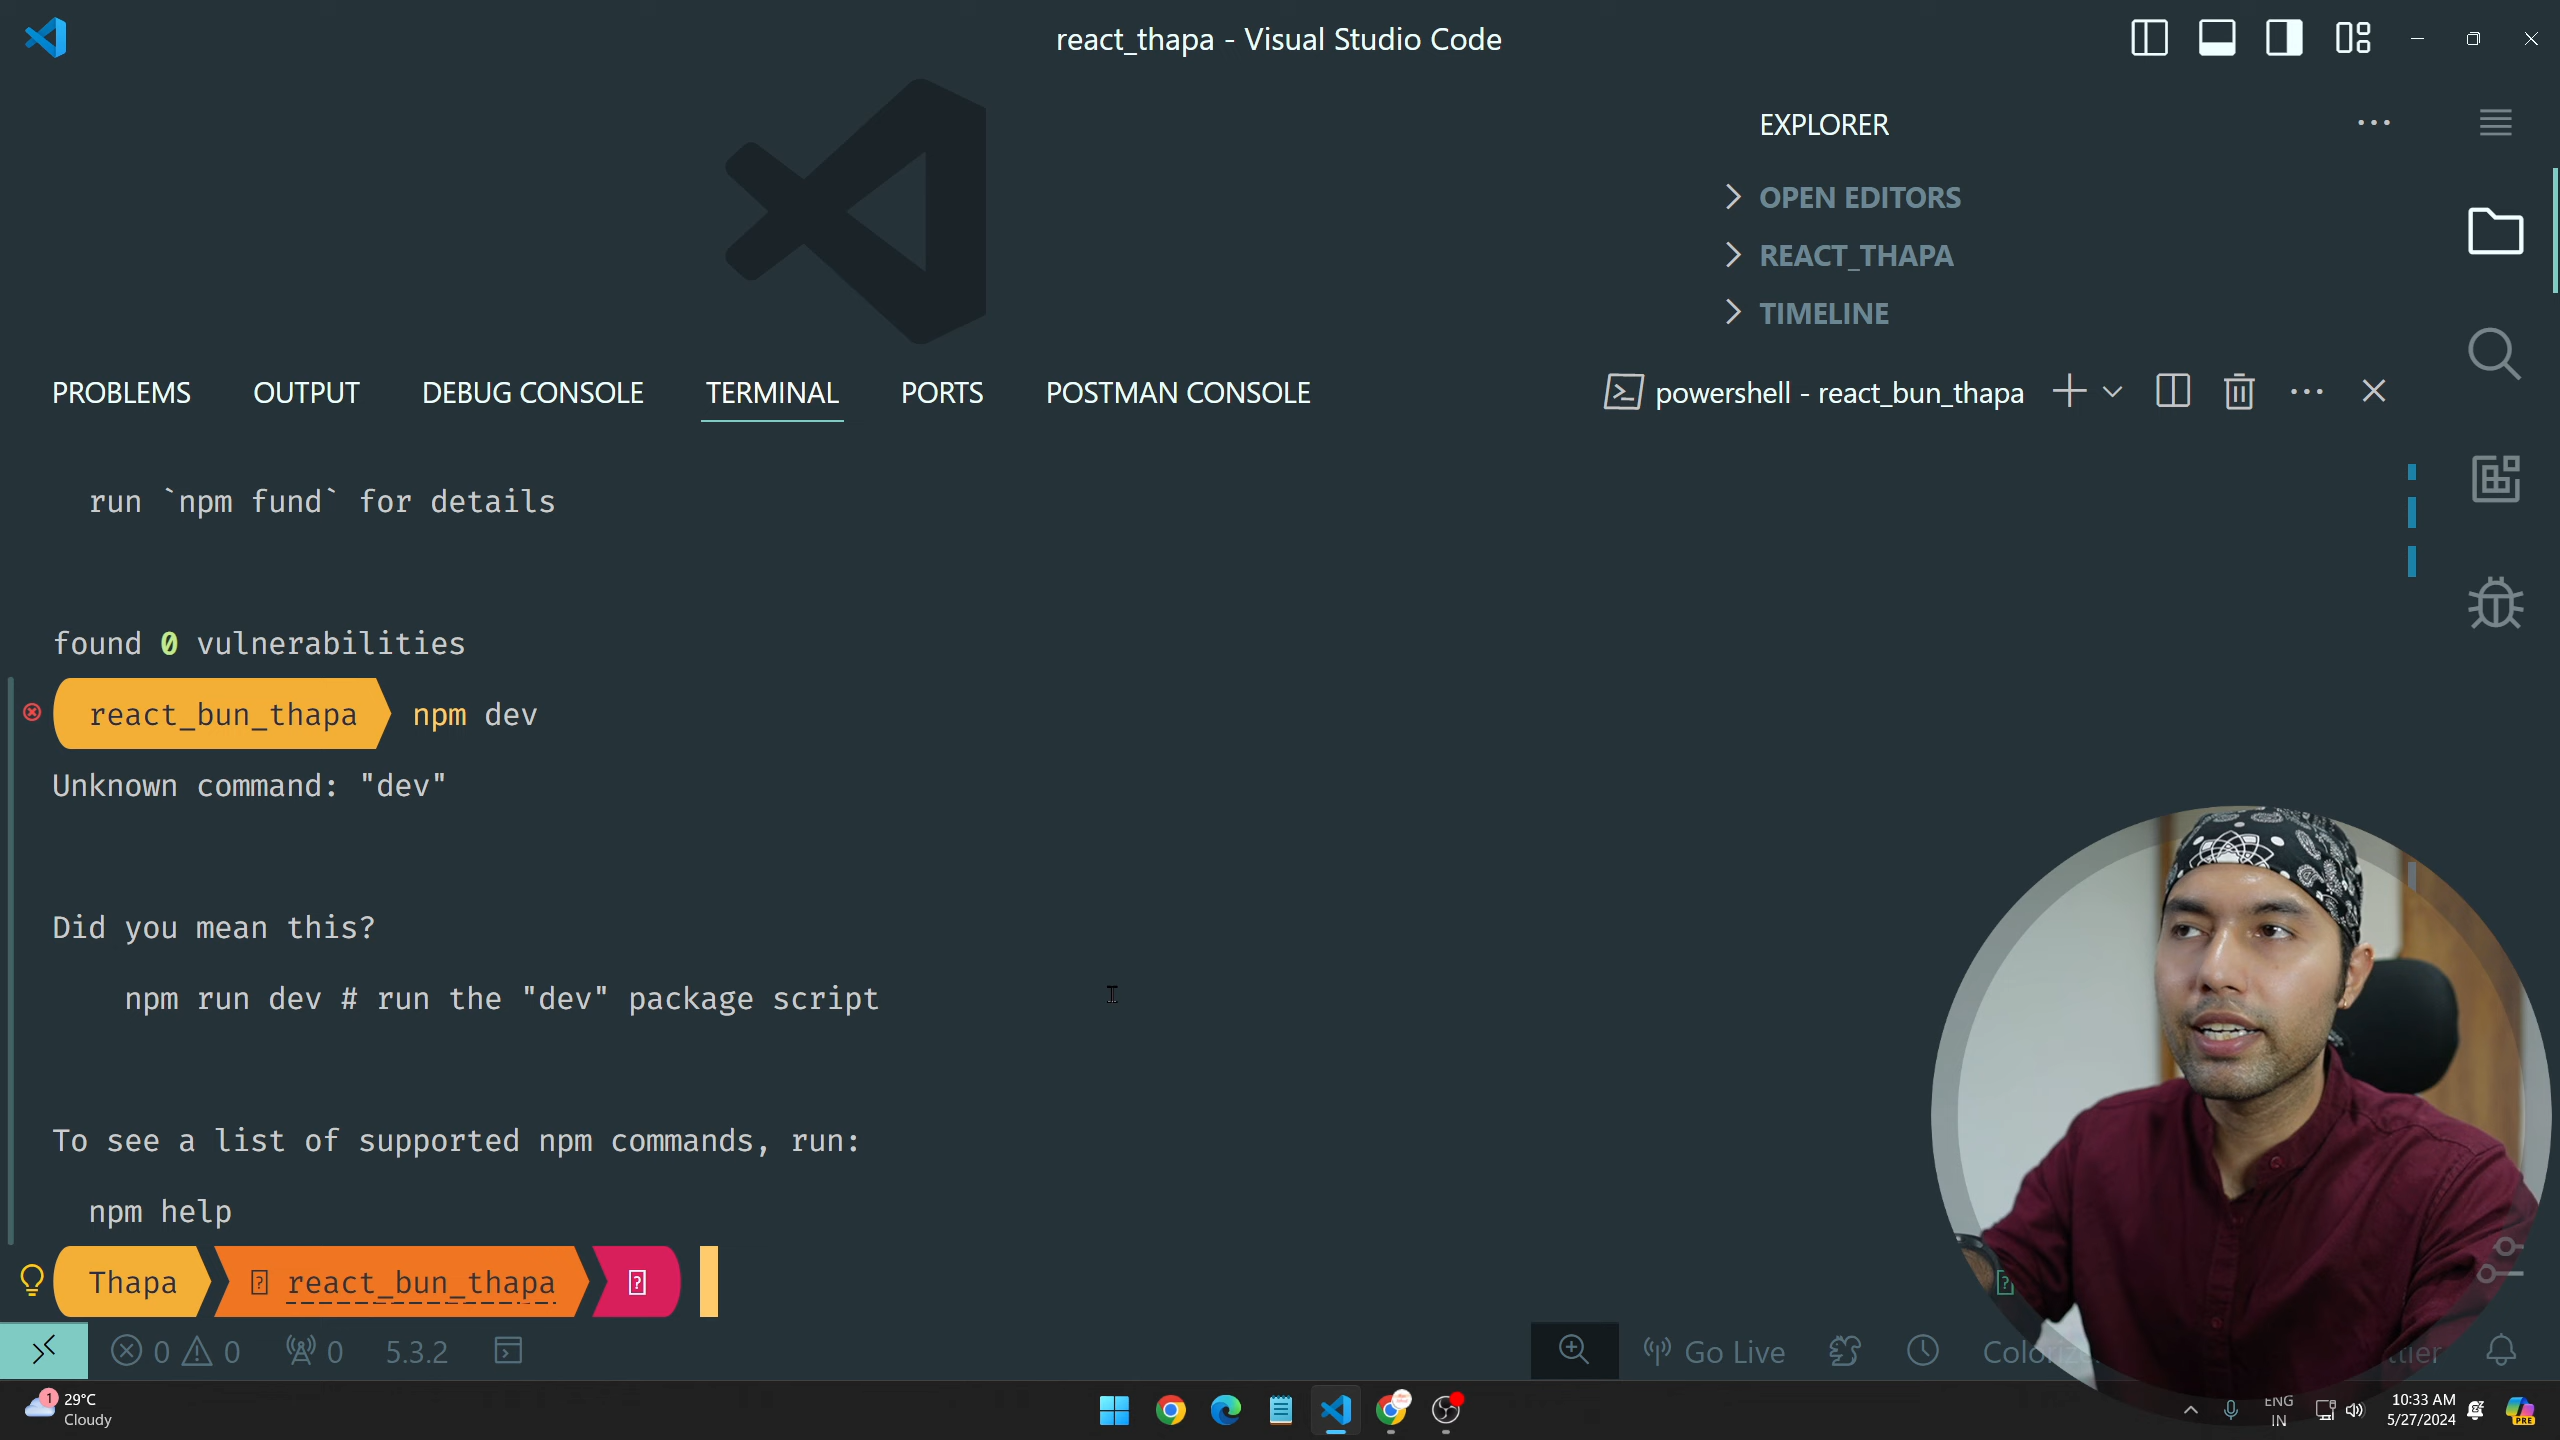 react_thapa - Visual Studio Code
EXPLORER
OPEN EDITORS
REACT_THAPA
TIMELINE
PROBLEMS OUTPUT DEBUG CONSOLE TERMINAL PORTS POSTMAN CONSOLE powershell - react_bun_thapa
run `npm fund` for details
found 0 vulnerabilities
react_bun_thapa npm dev
Unknown command: "dev"
Did you mean this?
npm run dev # run the "dev" package script
To see a list of supported npm commands, run:
npm help
Thapa react_bun_thapa
0 0 0 5.3.2 Go Live
1 29°C
Cloudy
ENG
IN
10:33 AM
5/27/2024
PRE